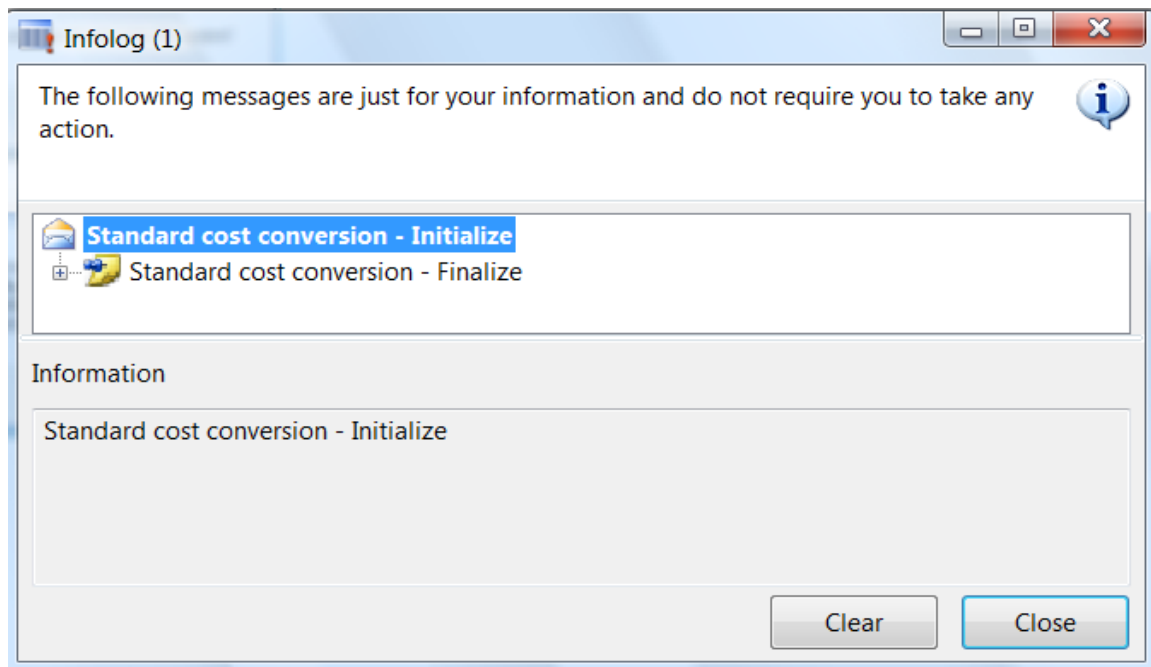 Infolog (1)
The following messages are just for your information and do not require you to take any
action.
Standard cost conversion - Initialize
Standard cost conversion - Finalize
Information
Standard cost conversion - Initialize
Clear
Close